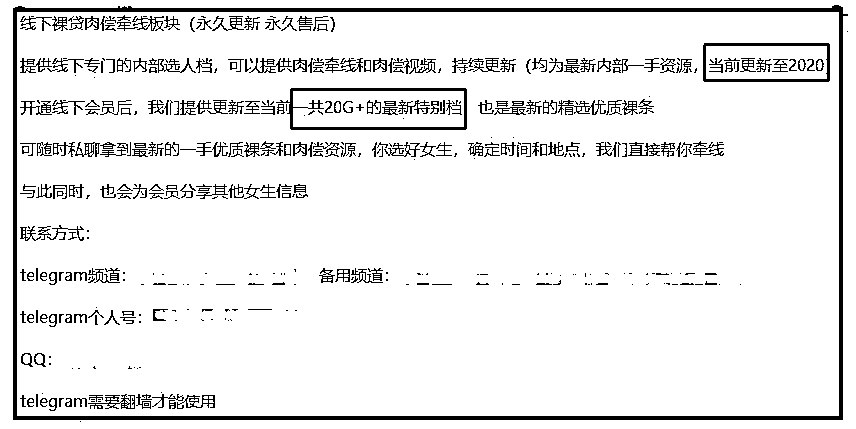 线下裸贷肉偿牵线板块（永久更新 永久售后）
提供线下专门的内部选人档，可以提供肉偿牵线和肉偿视频，持续更新（均为最新内部一手资源，当前更新至2020
开通线下会员后，我们提供更新至当前一共20G+的最新特别档 也是最新的精选优质裸条
可随时私聊拿到最新的一手优质裸条和肉偿资源，你选好女生，确定时间和地点，我们直接帮你牵线
与此同时，也会为会员分享其他女生信息
联系方式：
telegram频道： 备用频道：
telegram个人号：
QQ：
telegram需要翻墙才能使用